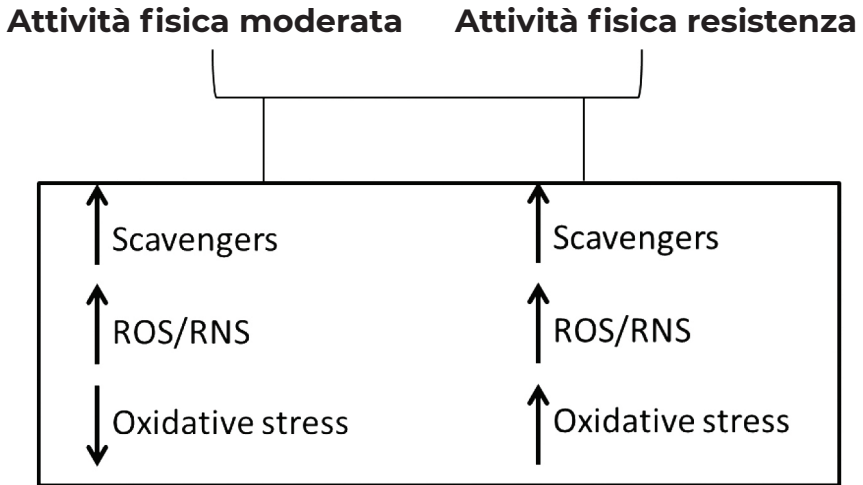 Attività fisica moderata Attività fisica resistenza
Scavengers Scavengers
ROS/RNS ROS/RNS
Oxidative stress Oxidative stress